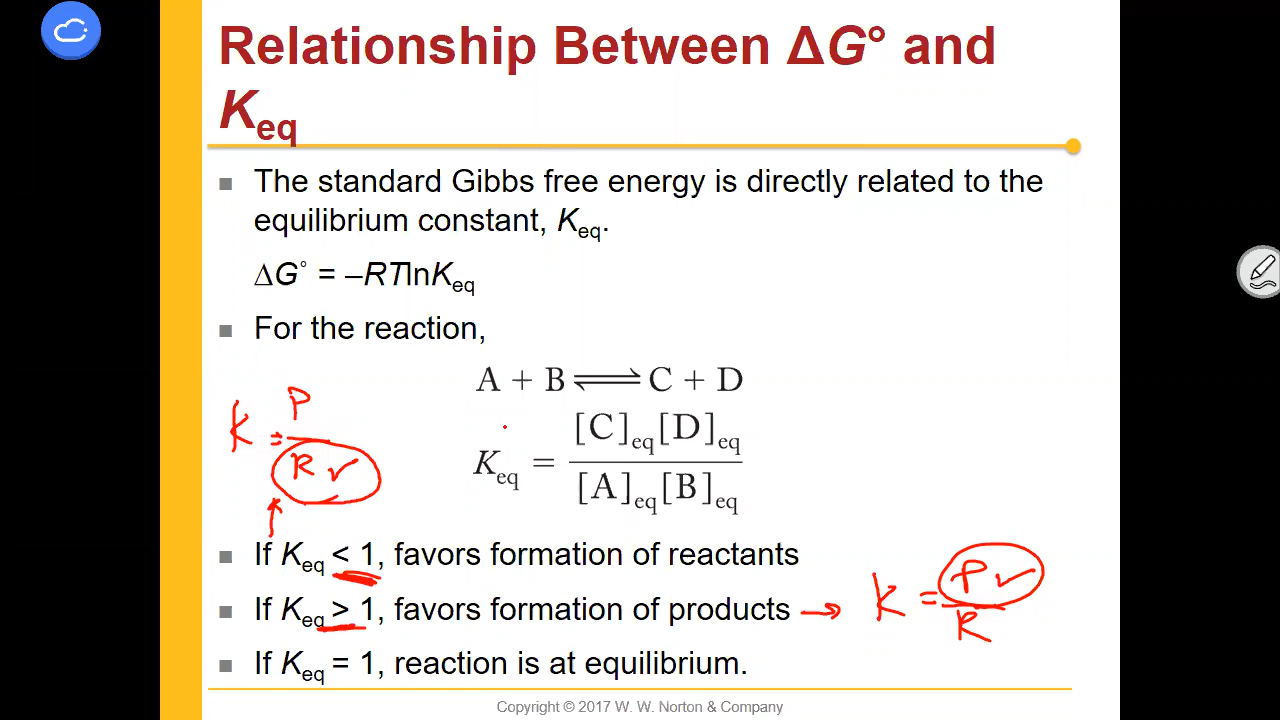 Relationship Between ΔG° and
Keq
■ The standard Gibbs free energy is directly related to the
equilibrium constant, Keq.
ΔG° = –RTlnKeq
■ For the reaction,
A + B ⇌ C + D
K = P
R ✓
Keq = [C]eq[D]eq
[A]eq[B]eq
■ If Keq < 1, favors formation of reactants
■ If Keq > 1, favors formation of products → K = P ✓
R
■ If Keq = 1, reaction is at equilibrium.
Copyright © 2017 W. W. Norton & Company